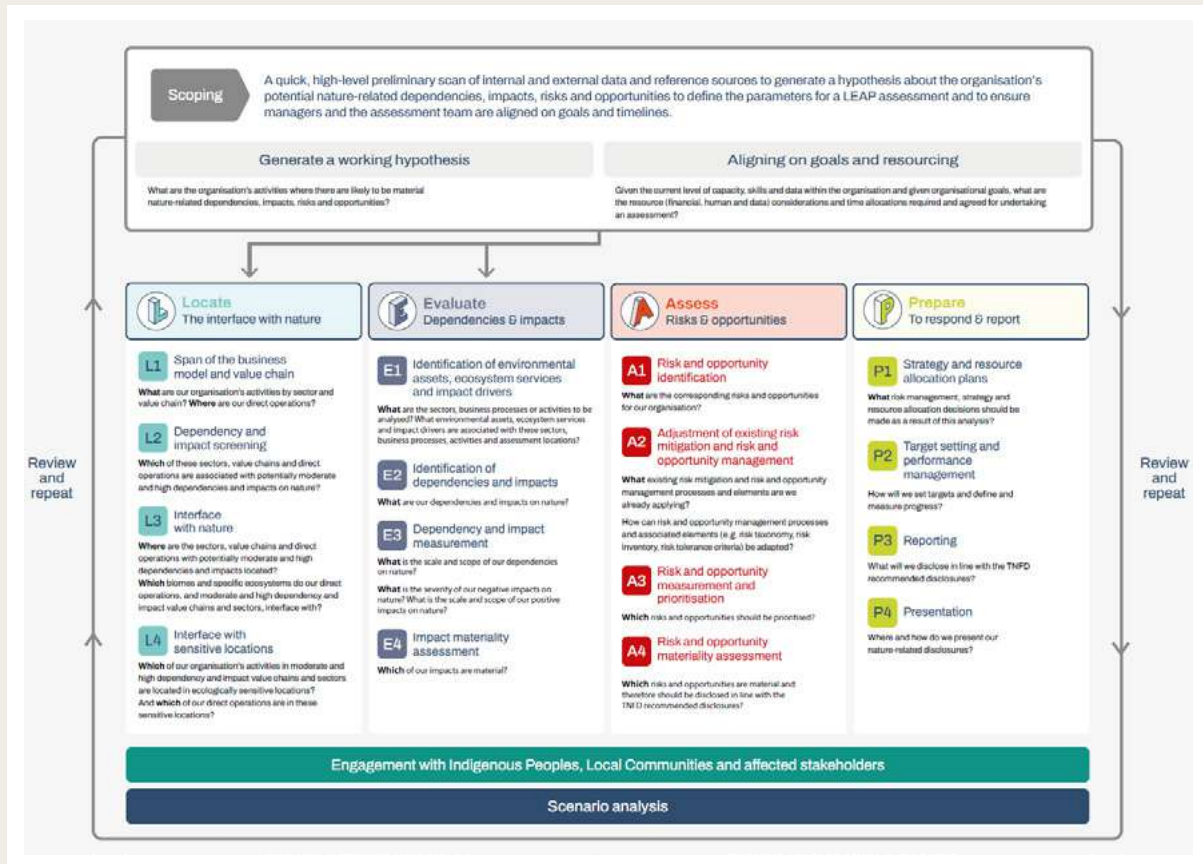 Scoping
A quick, high-level preliminary scan of internal and external data and reference sources to generate a hypothesis about the organisation's
potential nature-related dependencies, impacts, risks and opportunities to define the parameters for a LEAP assessment and to ensure
managers and the assessment team are aligned on goals and timelines.
Generate a working hypothesis
What are the organisation's activities where there are likely to be material
nature-related dependencies, impacts, risks and opportunities?
Aligning on goals and resourcing
Given the current level of capacity, skills and data within the organisation and given organisational goals, what are
the resource (financial, human and data) considerations and time allocations required and agreed for undertaking
an assessment?
Review
and
repeat
Locate
The interface with nature
L1
Span of the business
model and value chain
What are our organisation's activities by sector and
value chain? Where are our direct operations?
L2
Dependency and
impact screening
Which of these sectors, value chains and direct
operations are associated with potentially moderate
and high dependencies and impacts on nature?
L3
Interface
with nature
Where are the sectors, value chains and direct
operations with potentially moderate and high
dependencies and impacts located?
Which biomes and specific ecosystems do our direct
operations, and moderate and high dependency and
impact value chains and sectors, interface with?
L4
Interface with
sensitive locations
Which of our organisation's activities in moderate and
high dependency and impact value chains and sectors
are located in ecologically sensitive locations?
And which of our direct operations are in these
sensitive locations?
Evaluate
Dependencies & impacts
E1
Identification of environmental
assets, ecosystem services
and impact drivers
What are the sectors, business processes or activities to be
analysed? What environmental assets, ecosystem services
and impact drivers are associated with these sectors,
business processes, activities and assessment locations?
E2
Identification of
dependencies and impacts
What are our dependencies and impacts on nature?
E3
Dependency and impact
measurement
What is the scale and scope of our dependencies
on nature?
What is the severity of our negative impacts on
nature? What is the scale and scope of our positive
impacts on nature?
E4
Impact materiality
assessment
Which of our impacts are material?
A
Assess
Risks & opportunities
A1
Risk and opportunity
identification
What are the corresponding risks and opportunities
for our organisation?
A2
Adjustment of existing risk
mitigation and risk and
opportunity management
What existing risk mitigation and risk and opportunity
management processes and elements are we
already applying?
How can risk and opportunity management processes
and associated elements (e.g. risk taxonomy, risk
inventory, risk tolerance criteria) be adapted?
A3
Risk and opportunity
measurement and
prioritisation
Which risks and opportunities should be prioritised?
A4
Risk and opportunity
materiality assessment
Which risks and opportunities are material and
therefore should be disclosed in line with the
TNFD recommended disclosures?
P
Prepare
To respond & report
P1
Strategy and resource
allocation plans
What risk management, strategy and
resource allocation decisions should be
made as a result of this analysis?
P2
Target setting and
performance
management
How will we set targets and define and
measure progress?
P3
Reporting
What will we disclose in line with the TNFD
recommended disclosures?
P4
Presentation
Where and how do we present our
nature-related disclosures?
Review
and
repeat
Engagement with Indigenous Peoples, Local Communities and affected stakeholders
Scenario analysis